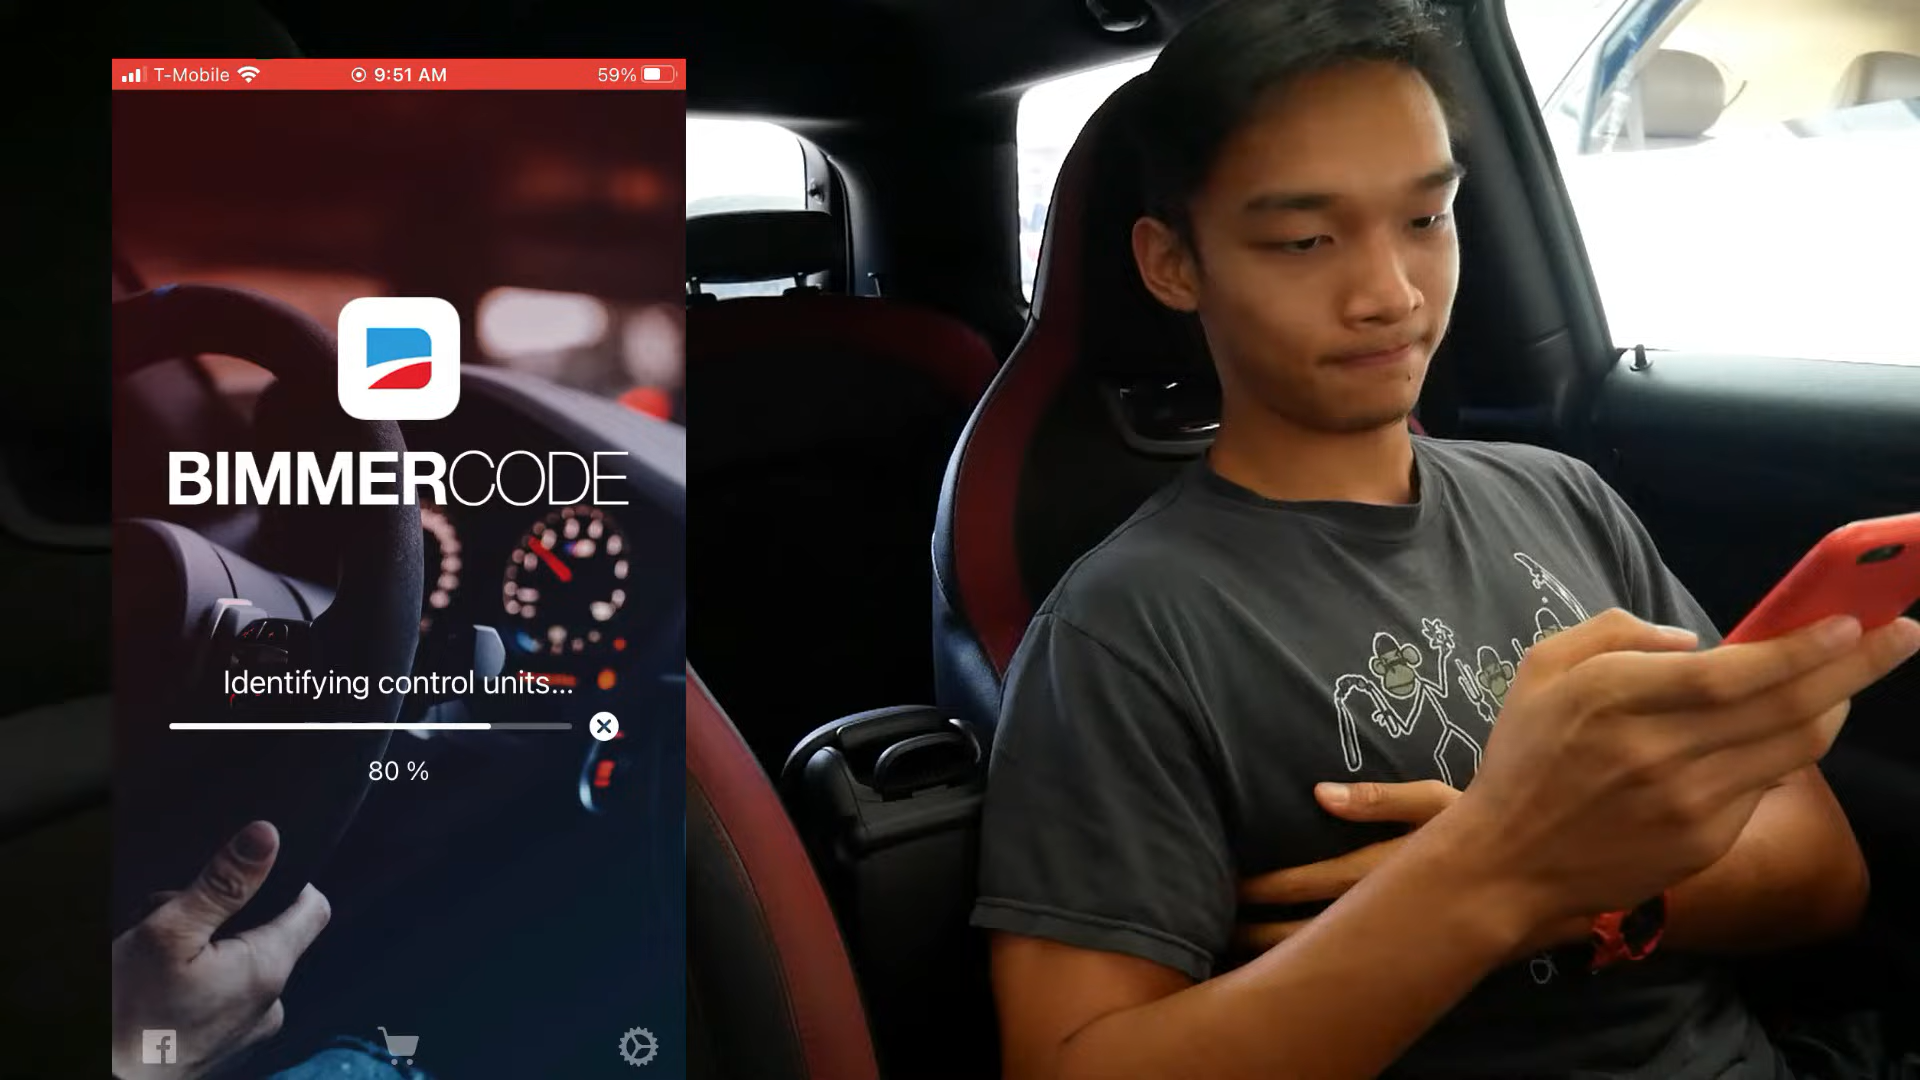 T-Mobile 9:51 AM 59%
BIMMERCODE
Identifying control units...
80 %